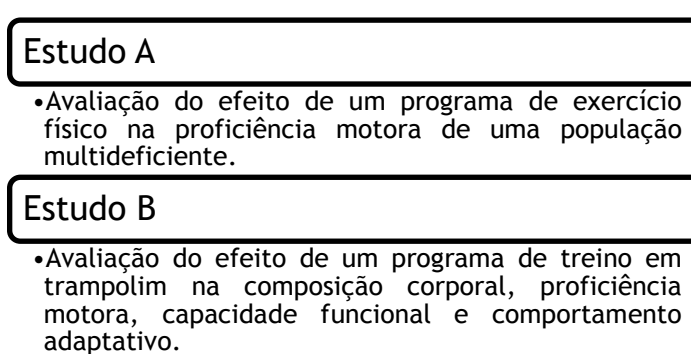 Estudo A
•Avaliação do efeito de um programa de exercício
físico na proficiência motora de uma população
multideficiente.
Estudo B
•Avaliação do efeito de um programa de treino em
trampolim na composição corporal, proficiência
motora, capacidade funcional e comportamento
adaptativo.